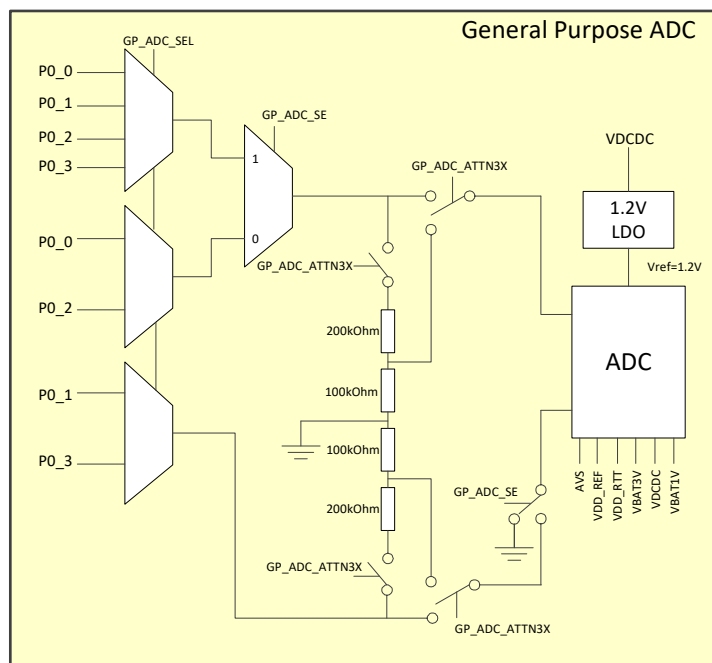 General Purpose ADC
GP_ADC_SEL
P0_0
P0_1
P0_2
P0_3
GP_ADC_SE
1
0
P0_0
P0_2
P0_1
P0_3
GP_ADC_ATTN3X
GP_ADC_ATTN3X
200kOhm
100kOhm
100kOhm
200kOhm
GP_ADC_ATTN3X
GP_ADC_ATTN3X
GP_ADC_SE
VDCDC
1.2V
LDO
Vref=1.2V
ADC
AVS
VDD_REF
VDD_RTT
VBAT3V
VDCDC
VBAT1V